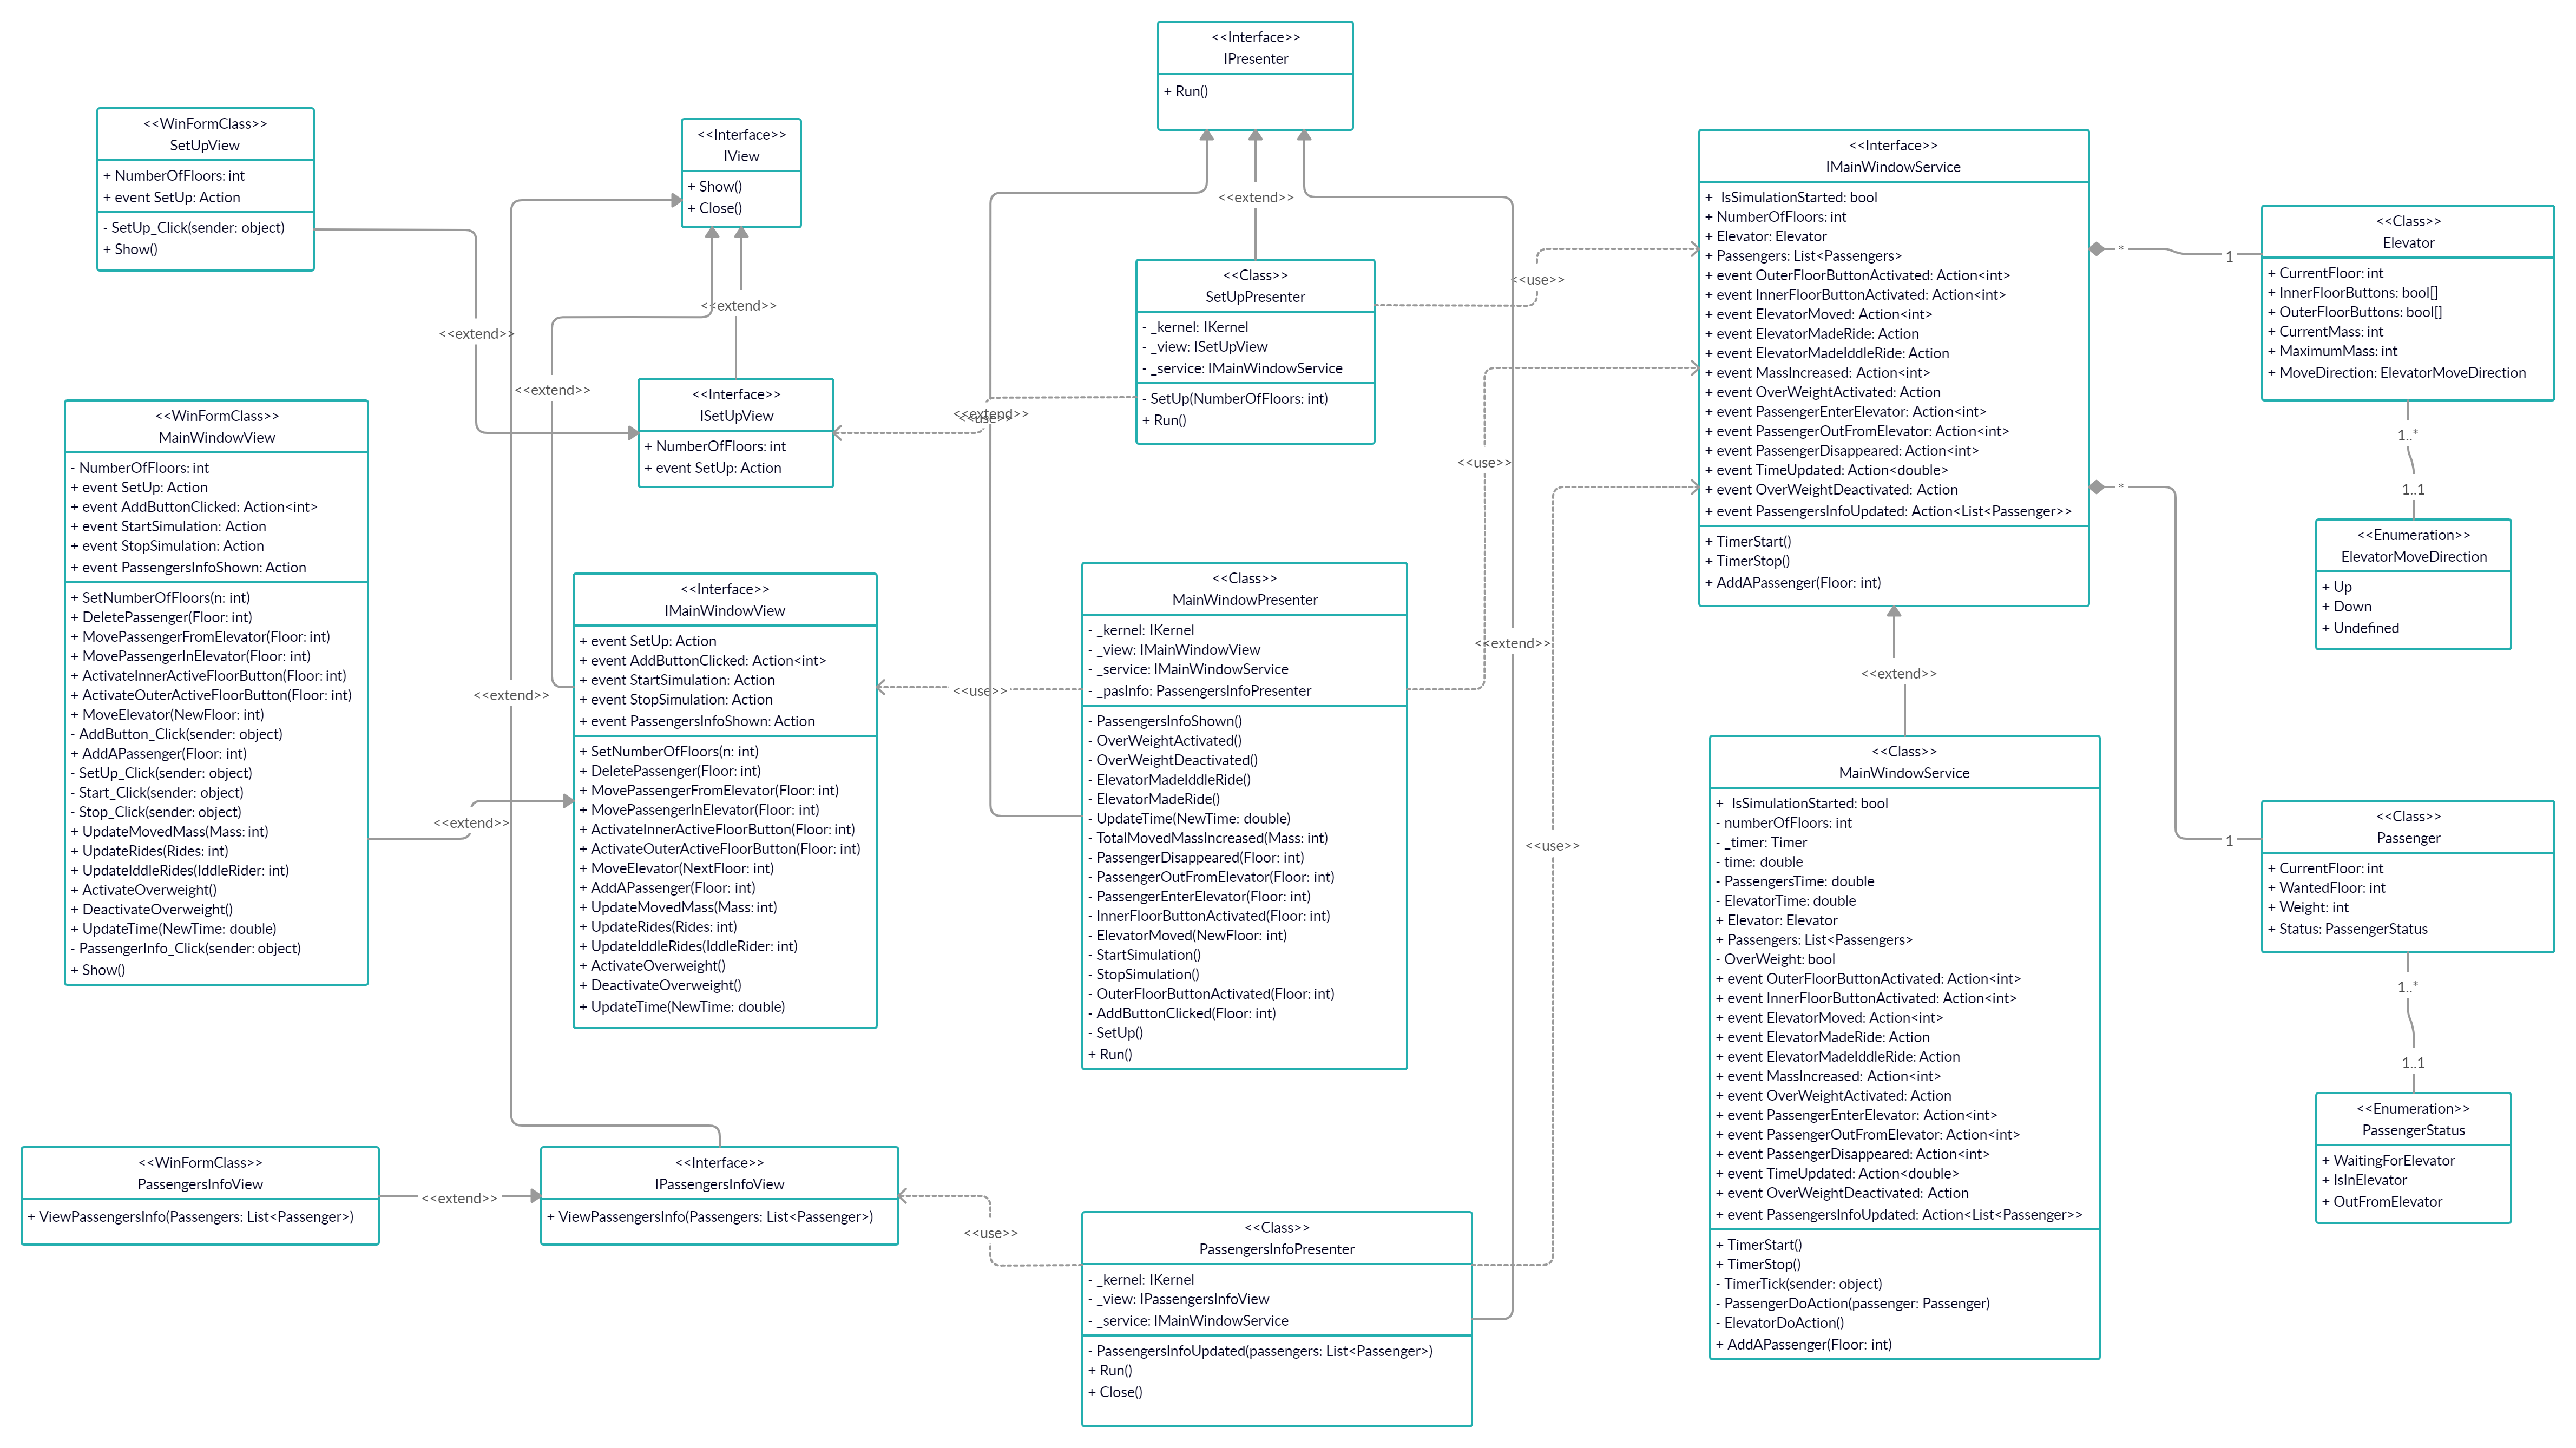 <<Interface>>
IPresenter
+ Run()
<<WinFormClass>>
SetUpView
+ NumberOfFloors: int
+ event SetUp: Action
- SetUp_Click(sender: object)
+ Show()
<<Interface>>
IView
+ Show()
+ Close()
<<extend>>
<<extend>>
<<extend>>
<<extend>>
<<Interface>>
ISetUpView
+ NumberOfFloors: int
+ event SetUp: Action
<<Class>>
SetUpPresenter
- _kernel: IKernel
- _view: ISetUpView
- _service: IMainWindowService
- SetUp(NumberOfFloors: int)
+ Run()
<<extend>>
<<use>>
<<use>>
<<use>>
<<Interface>>
IMainWindowService
+  IsSimulationStarted: bool
+ NumberOfFloors: int
+ Elevator: Elevator
+ Passengers: List<Passengers>
+ event OuterFloorButtonActivated: Action<int>
+ event InnerFloorButtonActivated: Action<int>
+ event ElevatorMoved: Action<int>
+ event ElevatorMadeRide: Action
+ event ElevatorMadeIddleRide: Action
+ event MassIncreased: Action<int>
+ event OverWeightActivated: Action
+ event PassengerEnterElevator: Action<int>
+ event PassengerOutFromElevator: Action<int>
+ event PassengerDisappeared: Action<int>
+ event TimeUpdated: Action<double>
+ event OverWeightDeactivated: Action
+ event PassengersInfoUpdated: Action<List<Passenger>>
+ TimerStart()
+ TimerStop()
+ AddAPassenger(Floor: int)
*
1
<<Class>>
Elevator
+ CurrentFloor: int
+ InnerFloorButtons: bool[]
+ OuterFloorButtons: bool[]
+ CurrentMass: int
+ MaximumMass: int
+ MoveDirection: ElevatorMoveDirection
1..*
1..1
<<Enumeration>>
ElevatorMoveDirection
+ Up
+ Down
+ Undefined
<<WinFormClass>>
MainWindowView
- NumberOfFloors: int
+ event SetUp: Action
+ event AddButtonClicked: Action<int>
+ event StartSimulation: Action
+ event StopSimulation: Action
+ event PassengersInfoShown: Action
+ SetNumberOfFloors(n: int)
+ DeletePassenger(Floor: int)
+ MovePassengerFromElevator(Floor: int)
+ MovePassengerInElevator(Floor: int)
+ ActivateInnerActiveFloorButton(Floor: int)
+ ActivateOuterActiveFloorButton(Floor: int)
+ MoveElevator(NewFloor: int)
- AddButton_Click(sender: object)
+ AddAPassenger(Floor: int)
- SetUp_Click(sender: object)
- Start_Click(sender: object)
- Stop_Click(sender: object)
+ UpdateMovedMass(Mass: int)
+ UpdateRides(Rides: int)
+ UpdateIddleRides(IddleRider: int)
+ ActivateOverweight()
+ DeactivateOverweight()
+ UpdateTime(NewTime: double)
- PassengerInfo_Click(sender: object)
+ Show()
<<extend>>
<<extend>>
<<Interface>>
IMainWindowView
+ event SetUp: Action
+ event AddButtonClicked: Action<int>
+ event StartSimulation: Action
+ event StopSimulation: Action
+ event PassengersInfoShown: Action
+ SetNumberOfFloors(n: int)
+ DeletePassenger(Floor: int)
+ MovePassengerFromElevator(Floor: int)
+ MovePassengerInElevator(Floor: int)
+ ActivateInnerActiveFloorButton(Floor: int)
+ ActivateOuterActiveFloorButton(Floor: int)
+ MoveElevator(NextFloor: int)
+ AddAPassenger(Floor: int)
+ UpdateMovedMass(Mass: int)
+ UpdateRides(Rides: int)
+ UpdateIddleRides(IddleRider: int)
+ ActivateOverweight()
+ DeactivateOverweight()
+ UpdateTime(NewTime: double)
<<use>>
<<Class>>
MainWindowPresenter
- _kernel: IKernel
- _view: IMainWindowView
- _service: IMainWindowService
- _pasInfo: PassengersInfoPresenter
- PassengersInfoShown()
- OverWeightActivated()
- OverWeightDeactivated()
- ElevatorMadeIddleRide()
- ElevatorMadeRide()
- UpdateTime(NewTime: double)
- TotalMovedMassIncreased(Mass: int)
- PassengerDisappeared(Floor: int)
- PassengerOutFromElevator(Floor: int)
- PassengerEnterElevator(Floor: int)
- InnerFloorButtonActivated(Floor: int)
- ElevatorMoved(NewFloor: int)
- StartSimulation()
- StopSimulation()
- OuterFloorButtonActivated(Floor: int)
- AddButtonClicked(Floor: int)
- SetUp()
+ Run()
<<extend>>
<<use>>
<<extend>>
<<Class>>
MainWindowService
+  IsSimulationStarted: bool
- numberOfFloors: int
- _timer: Timer
- time: double
- PassengersTime: double
- ElevatorTime: double
+ Elevator: Elevator
+ Passengers: List<Passengers>
- OverWeight: bool
+ event OuterFloorButtonActivated: Action<int>
+ event InnerFloorButtonActivated: Action<int>
+ event ElevatorMoved: Action<int>
+ event ElevatorMadeRide: Action
+ event ElevatorMadeIddleRide: Action
+ event MassIncreased: Action<int>
+ event OverWeightActivated: Action
+ event PassengerEnterElevator: Action<int>
+ event PassengerOutFromElevator: Action<int>
+ event PassengerDisappeared: Action<int>
+ event TimeUpdated: Action<double>
+ event OverWeightDeactivated: Action
+ event PassengersInfoUpdated: Action<List<Passenger>>
+ TimerStart()
+ TimerStop()
- TimerTick(sender: object)
- PassengerDoAction(passenger: Passenger)
- ElevatorDoAction()
+ AddAPassenger(Floor: int)
*
1
<<Class>>
Passenger
+ CurrentFloor: int
+ WantedFloor: int
+ Weight: int
+ Status: PassengerStatus
1..*
1..1
<<Enumeration>>
PassengerStatus
+ WaitingForElevator
+ IsInElevator
+ OutFromElevator
<<WinFormClass>>
PassengersInfoView
+ ViewPassengersInfo(Passengers: List<Passenger>)
<<extend>>
<<Interface>>
IPassengersInfoView
+ ViewPassengersInfo(Passengers: List<Passenger>)
<<use>>
<<Class>>
PassengersInfoPresenter
- _kernel: IKernel
- _view: IPassengersInfoView
- _service: IMainWindowService
- PassengersInfoUpdated(passengers: List<Passenger>)
+ Run()
+ Close()